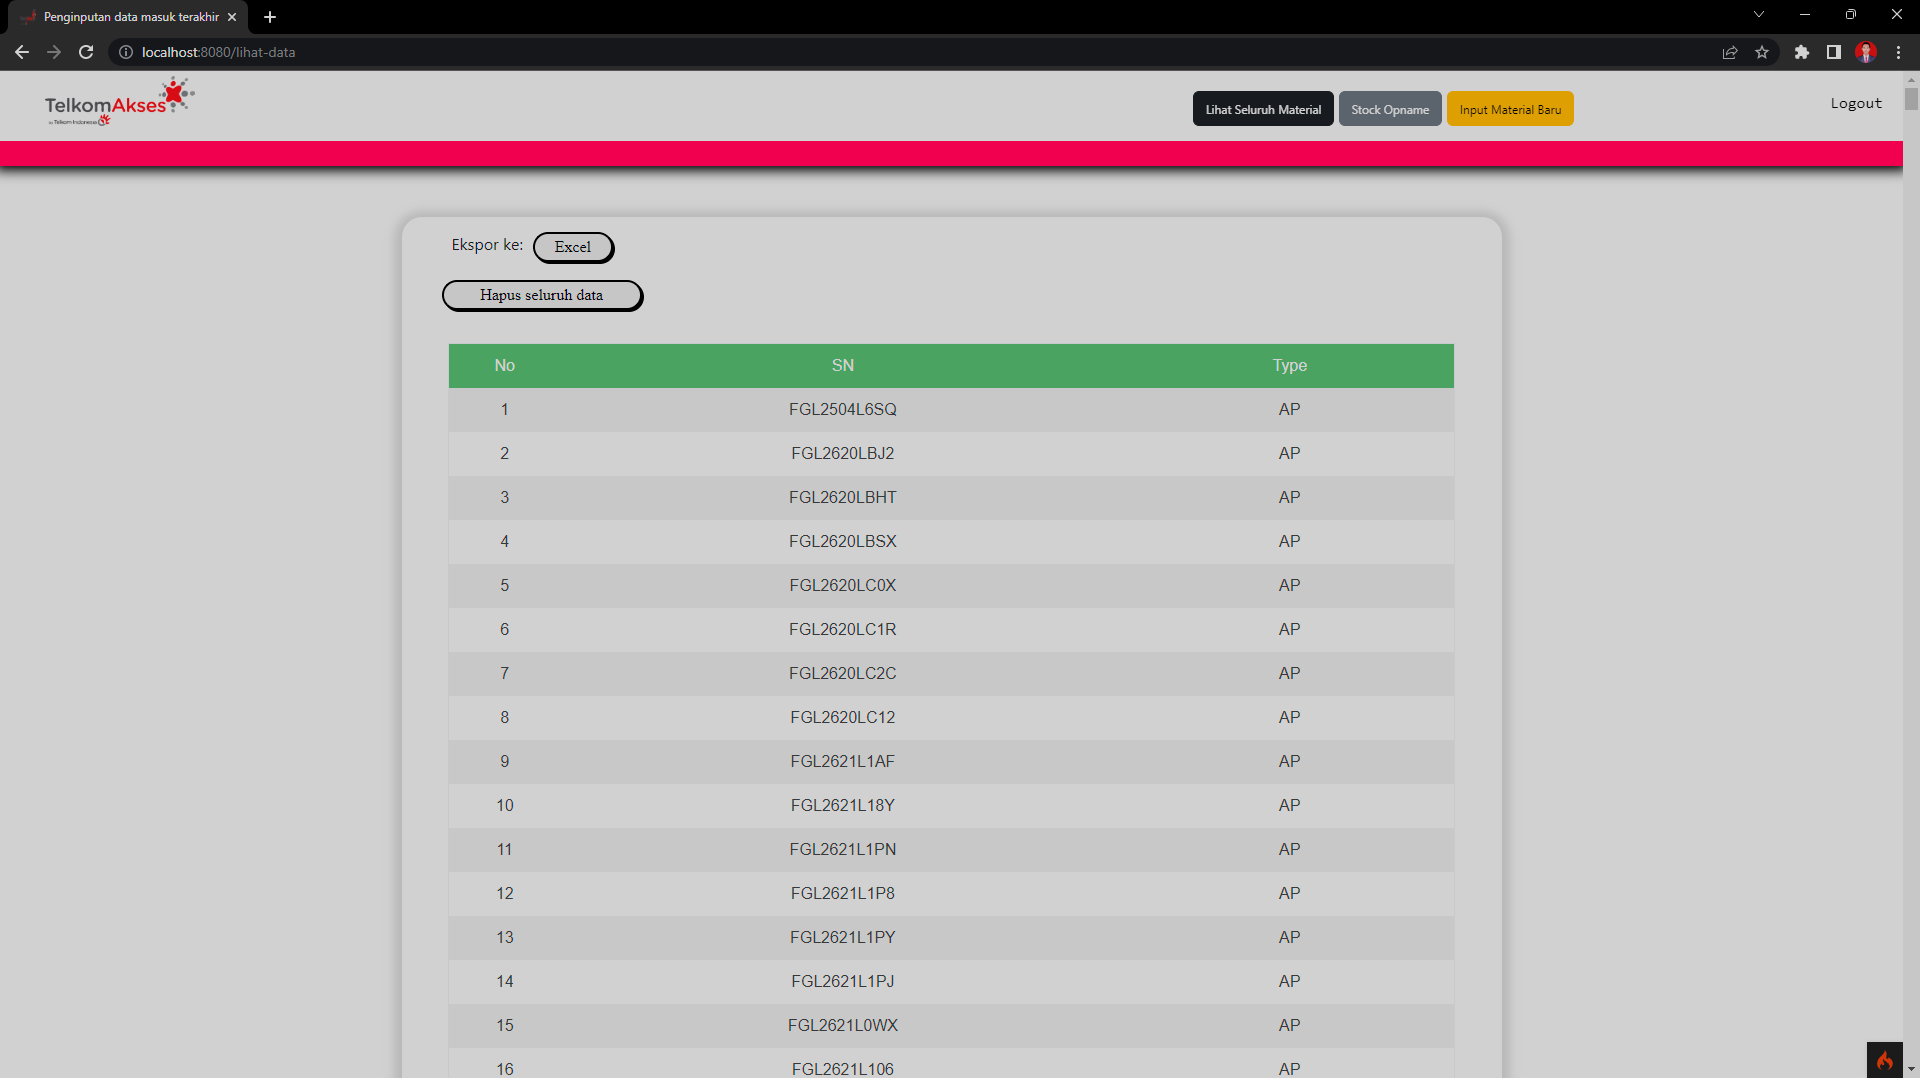 Penginputan data masuk terakhir
localhost:8080/lihat-data
TelkomAkses
by Telkom Indonesia
Lihat Seluruh Material
Stock Opname
Input Material Baru
Logout
Ekspor ke: Excel
Hapus seluruh data
No SN Type
1 FGL2504L6SQ AP
2 FGL2620LBJ2 AP
3 FGL2620LBHT AP
4 FGL2620LBSX AP
5 FGL2620LC0X AP
6 FGL2620LC1R AP
7 FGL2620LC2C AP
8 FGL2620LC12 AP
9 FGL2621L1AF AP
10 FGL2621L18Y AP
11 FGL2621L1PN AP
12 FGL2621L1P8 AP
13 FGL2621L1PY AP
14 FGL2621L1PJ AP
15 FGL2621L0WX AP
16 FGL2621L106 AP